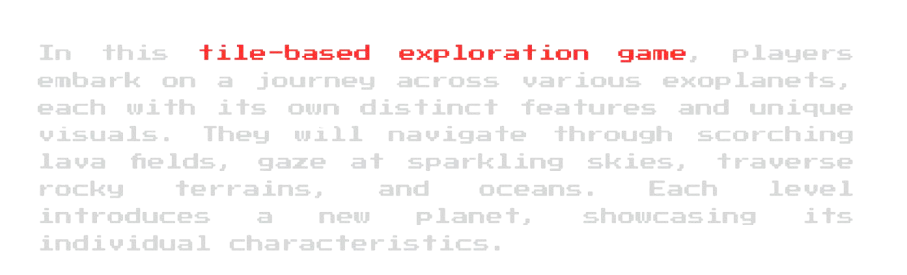 In this tile-based exploration game, players
embark on a journey across various exoplanets,
each with its own distinct features and unique
visuals. They will navigate through scorching
lava fields, gaze at sparkling skies, traverse
rocky terrains, and oceans. Each level
introduces a new planet, showcasing its
individual characteristics.